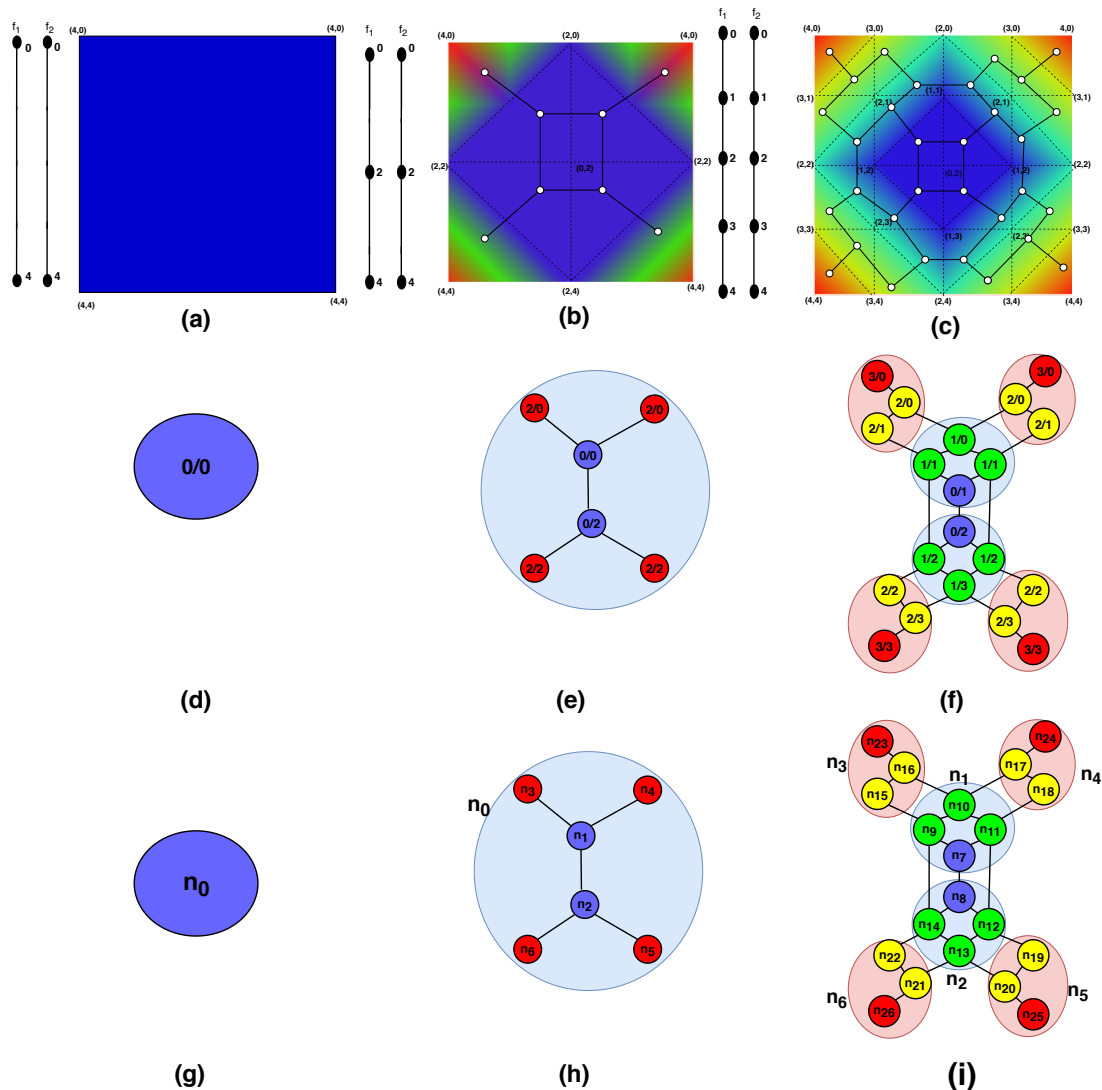 f1 f2
0 0
4 4
(4,0) (4,0)
(4,4) (4,4)
(a)
f1 f2
0 0
2 2
4 4
(4,0) (2,0) (4,0)
(2,2) (0,2) (2,2)
(4,4) (2,4) (4,4)
(b)
f1 f2
0 0
1 1
2 2
3 3
4 4
(4,0) (3,0) (2,0) (3,0) (4,0)
(3,1) (1,1) (3,1)
(2,1) (2,1)
(2,2) (1,2) (0,2) (1,2) (2,2)
(2,3)
(3,3) (1,3) (3,3)
(4,4) (3,4) (2,4) (3,4) (4,4)
(c)
0/0
(d)
2/0 2/0
0/0
0/2
2/2 2/2
(e)
3/0 3/0
2/0 2/0
2/1 2/1
1/0
1/1 1/1
0/1
0/2
1/2 1/2
1/3
2/2 2/2
2/3 2/3
3/3 3/3
(f)
n0
(g)
n0
n3 n4
n1
n2
n6 n5
(h)
n23 n24
n3 n16 n1 n17 n4
n15 n18
n10
n9 n11
n7
n8
n14 n12
n13
n22 n19
n6 n21 n2 n20 n5
n26 n25
(i)